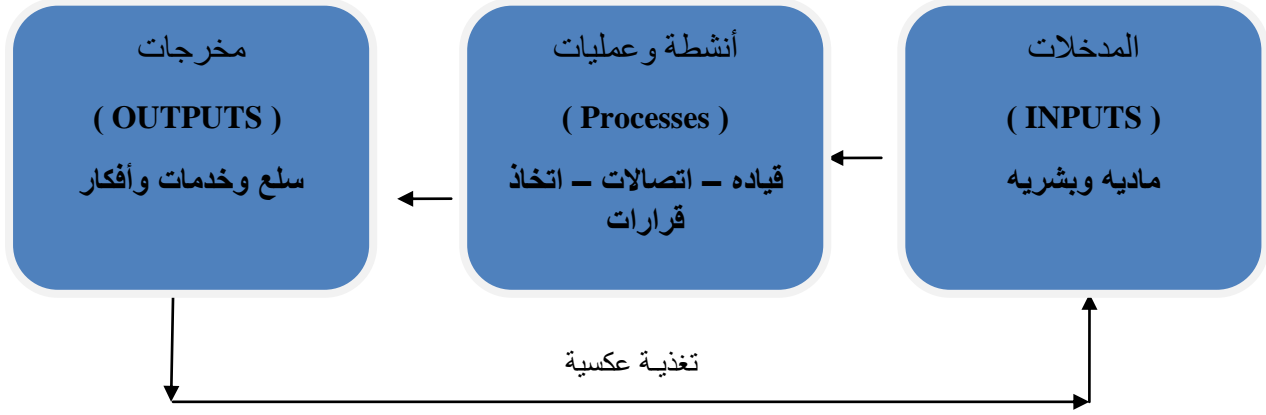 المدخلات
( INPUTS )
ماديه وبشريه
أنشطة وعمليات
( Processes )
قياده – اتصالات – اتخاذ
قرارات
مخرجات
( OUTPUTS )
سلع وخدمات وأفكار
تغذيـة عكسية